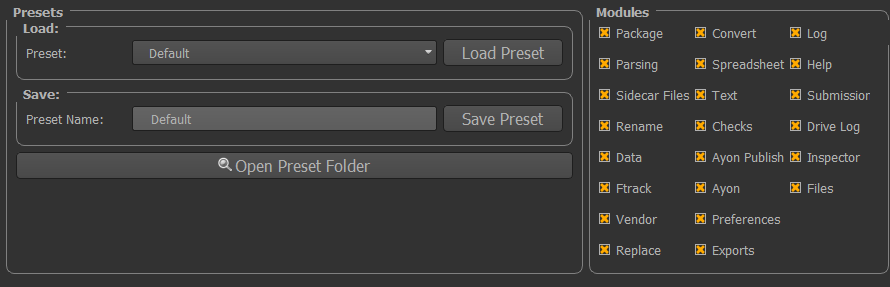 Presets
Load:
Preset: Default Load Preset
Save:
Preset Name: Default Save Preset
Open Preset Folder
Modules
Package Convert Log
Parsing Spreadsheet Help
Sidecar Files Text Submissior
Rename Checks Drive Log
Data Ayon Publish Inspector
Ftrack Ayon Files
Vendor Preferences
Replace Exports